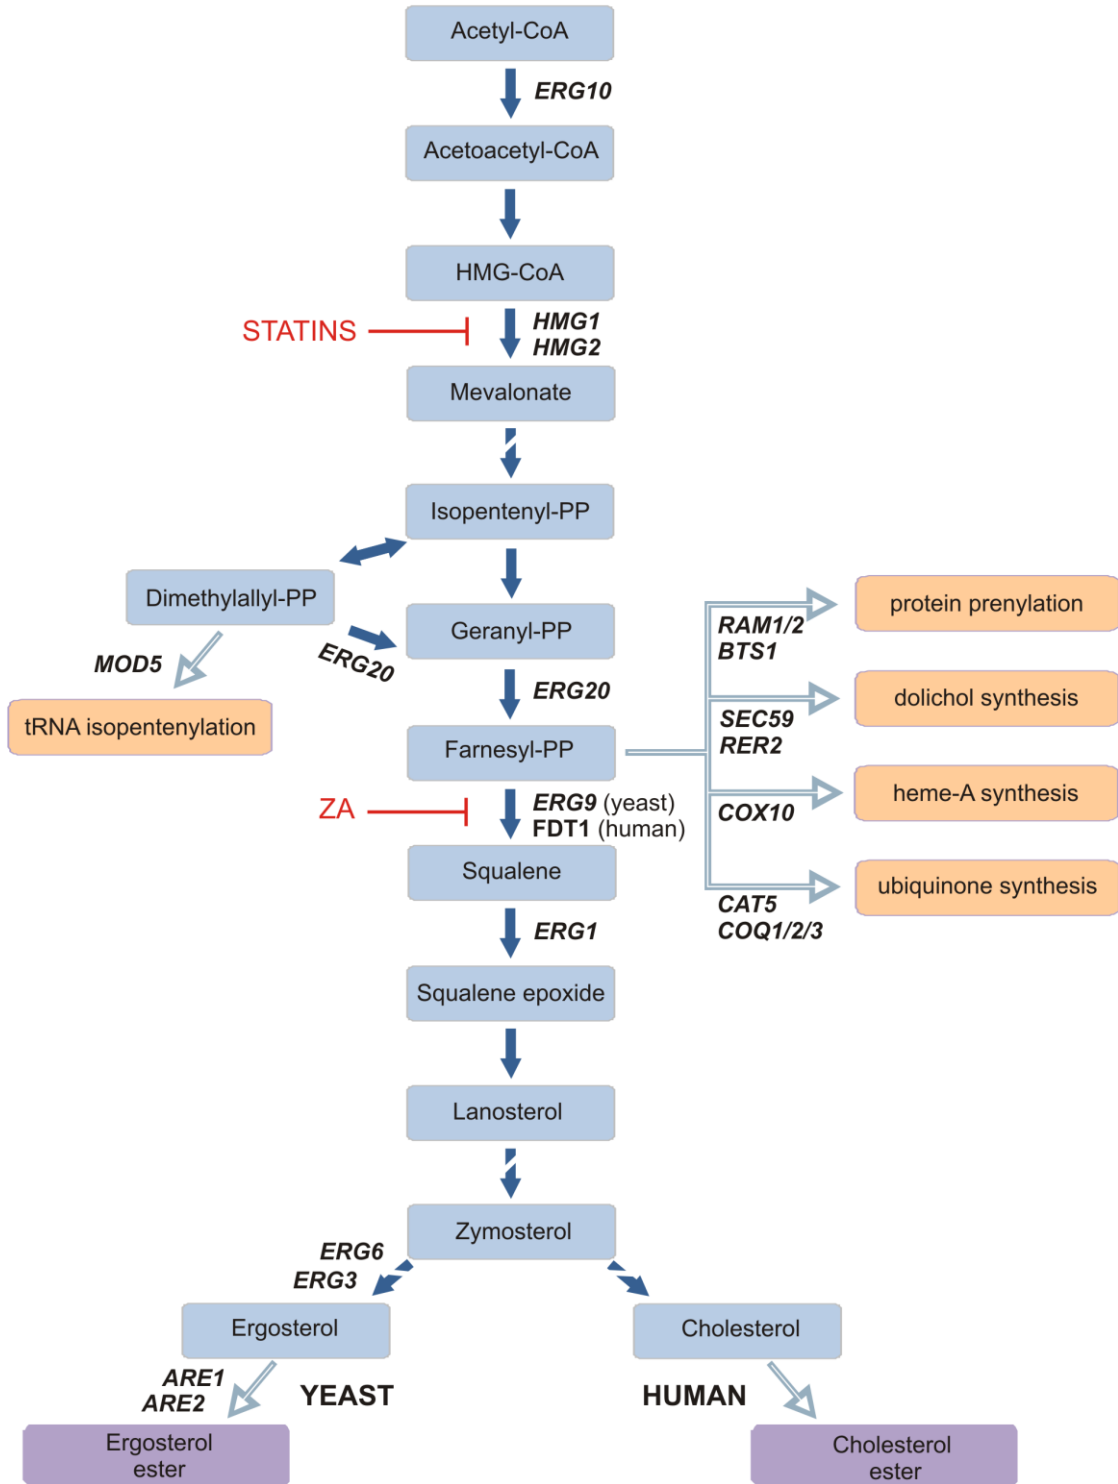 Acetyl-CoA
ERG10
Acetoacetyl-CoA
HMG-CoA
STATINS
HMG1
HMG2
Mevalonate
Isopentenyl-PP
Dimethylallyl-PP
Geranyl-PP
MOD5
ERG20
ERG20
tRNA isopentenylation
Farnesyl-PP
protein prenylation
RAM1/2
BTS1
dolichol synthesis
SEC59
RER2
heme-A synthesis
COX10
ubiquinone synthesis
CAT5
COQ1/2/3
ZA
ERG9 (yeast)
FDT1 (human)
Squalene
ERG1
Squalene epoxide
Lanosterol
Zymosterol
ERG6
ERG3
Ergosterol
Cholesterol
ARE1
ARE2
YEAST
HUMAN
Ergosterol
ester
Cholesterol
ester